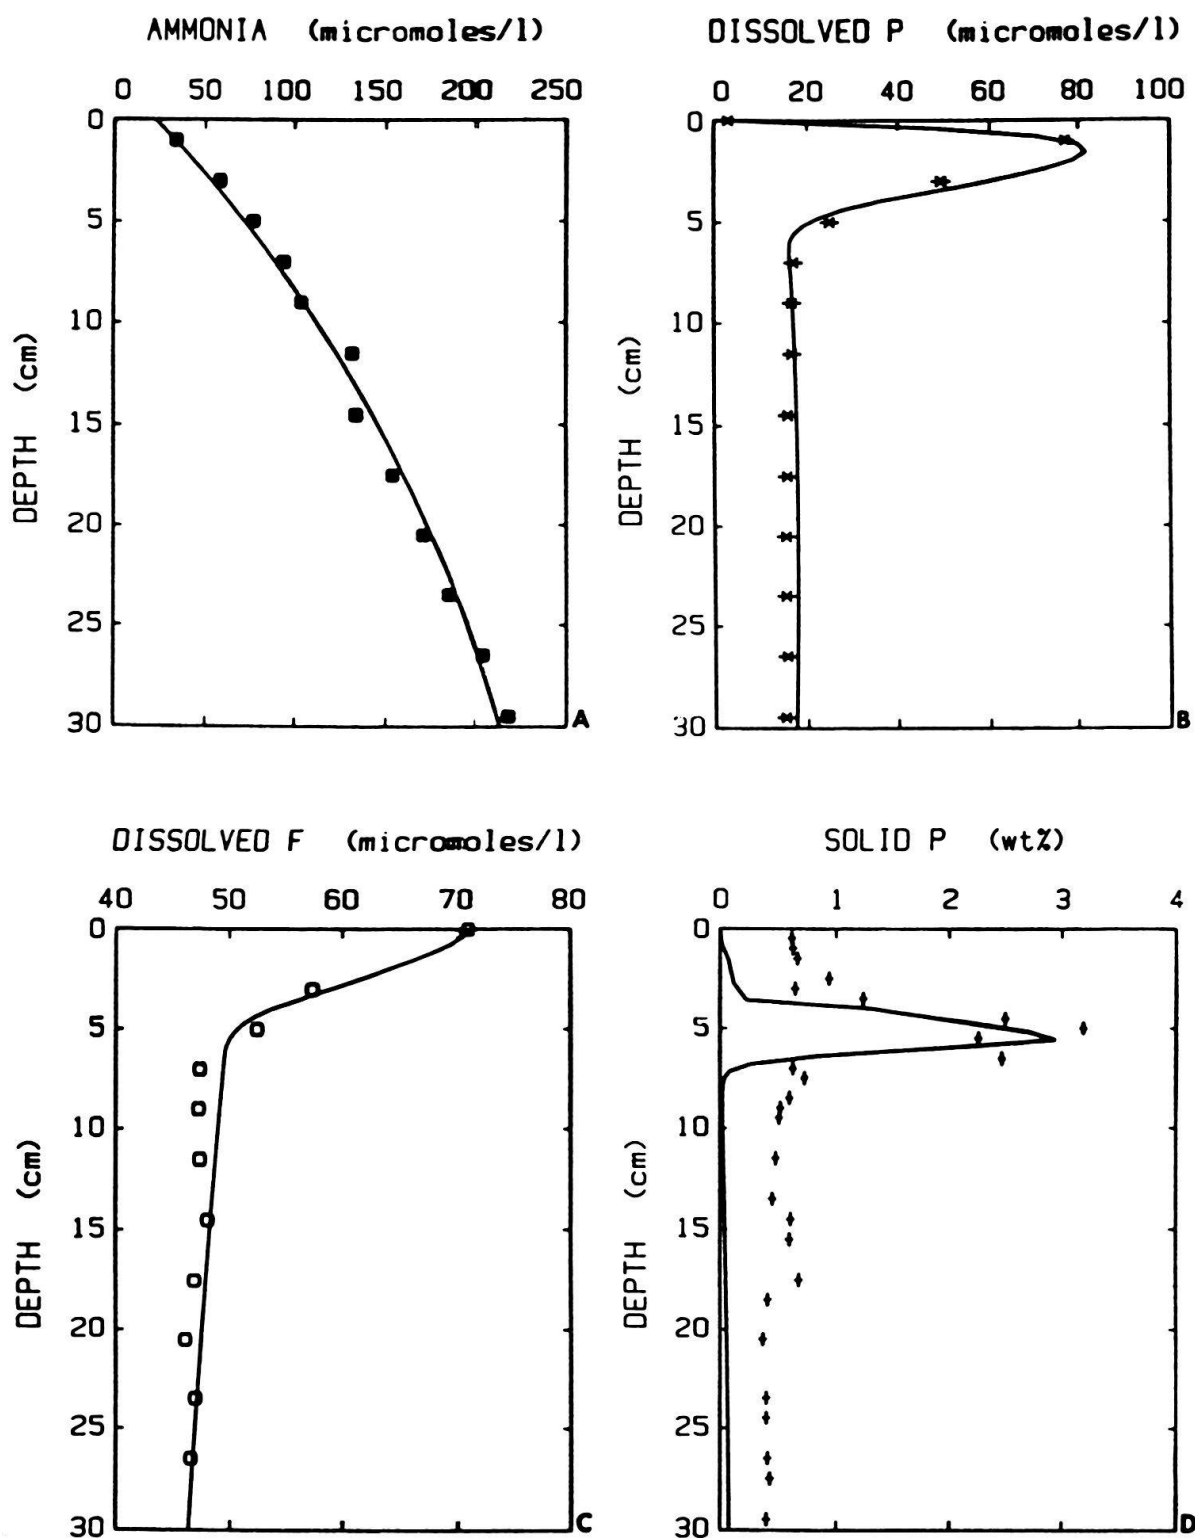 AMMONIA (micromoles/l)
0 50 100 150 200 250
0
5
10
15
20
25
30
DEPTH (cm)
A
DISSOLVED P (micromoles/l)
0 20 40 60 80 100
0
5
10
15
20
25
30
DEPTH (cm)
B
DISSOLVED F (micromoles/l)
40 50 60 70 80
0
5
10
15
20
25
30
DEPTH (cm)
C
SOLID P (wt%)
0 1 2 3 4
0
5
10
15
20
25
30
DEPTH (cm)
D